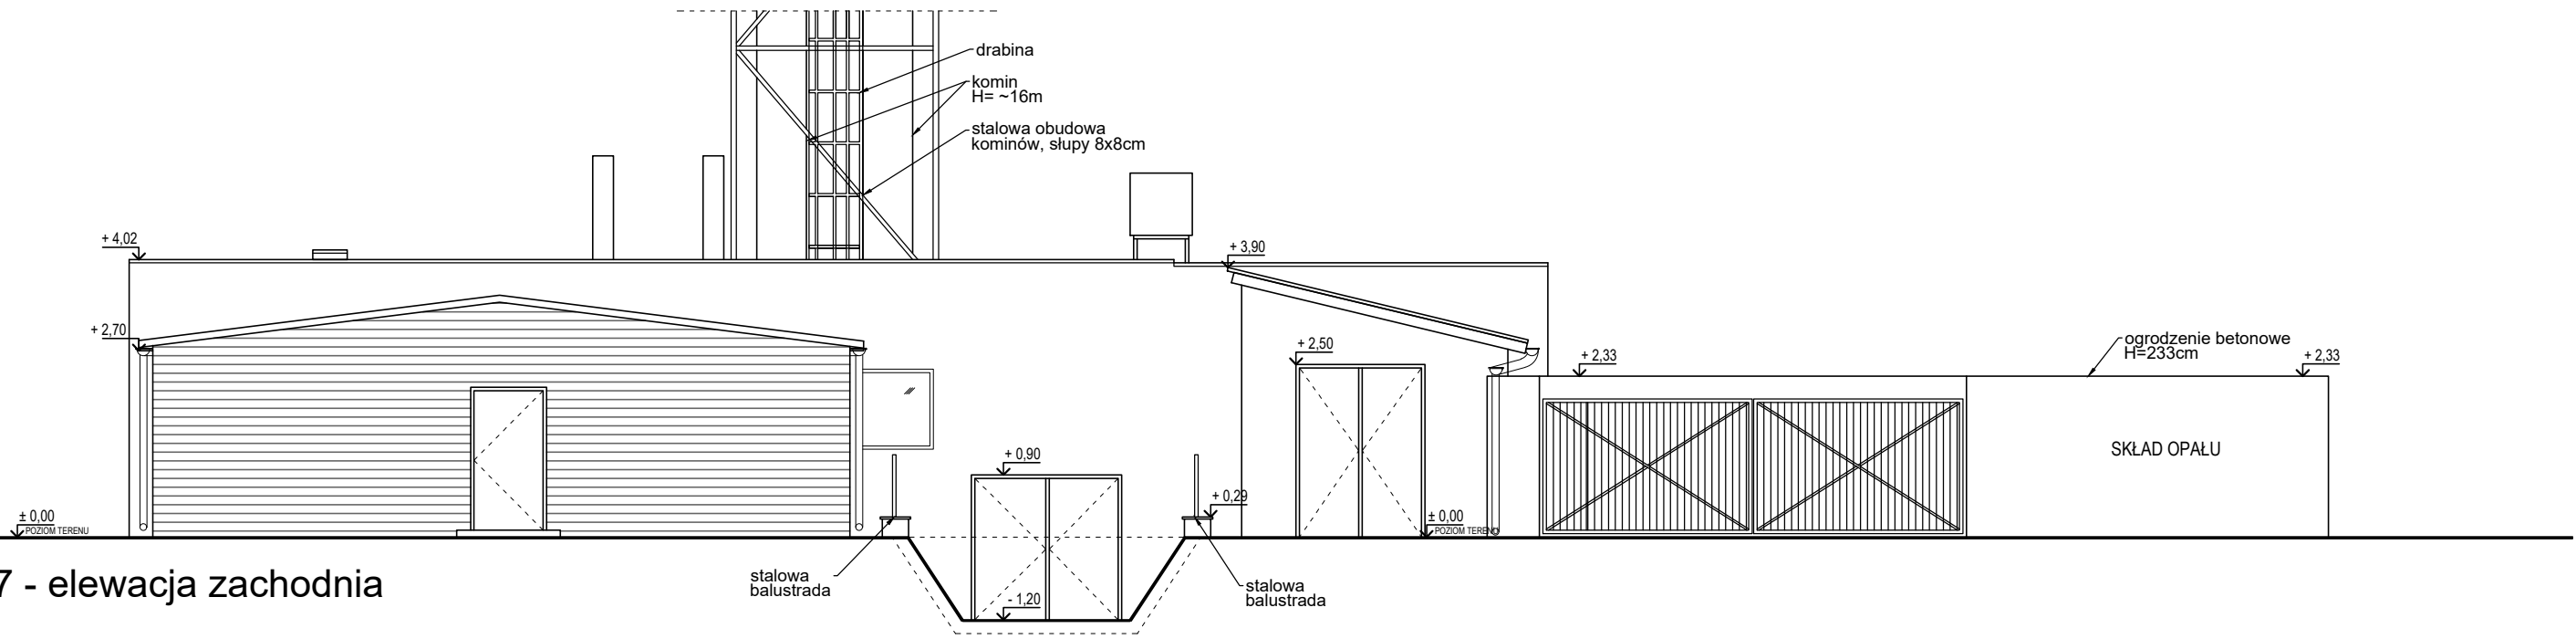 drabina
komin
H= ~16m
stalowa obudowa
kominów, słupy 8x8cm
+ 4,02
+ 3,90
+ 2,70
+ 2,50
+ 2,33
ogrodzenie betonowe
H=233cm
+ 2,33
SKŁAD OPAŁU
+ 0,90
+ 0,29
± 0,00
POZIOM TERENU
± 0,00
POZIOM TERENU
stalowa
balustrada
- 1,20
stalowa
balustrada
7 - elewacja zachodnia